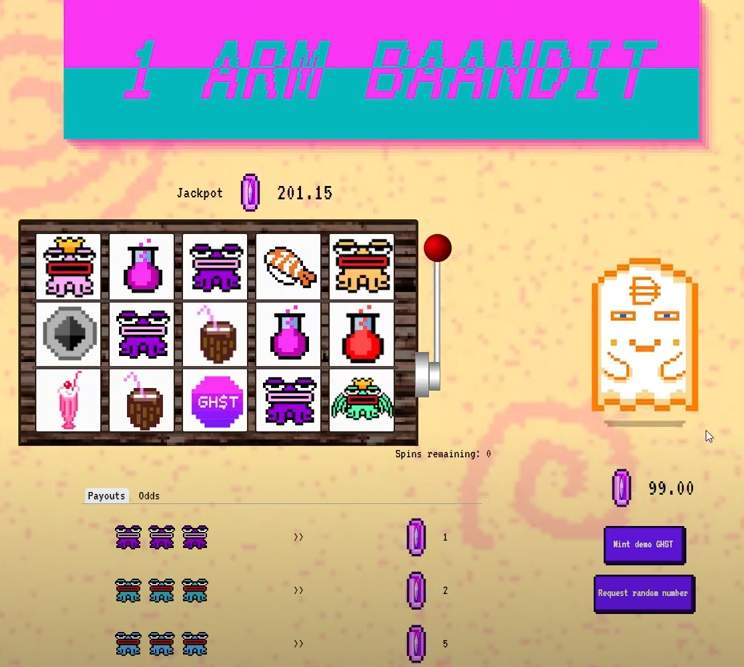 1 ARM BAANDIT
Jackpot 201.15
GH$T
Spins remaining: 0
99.00
Payouts Odds
Mint demo GHST
>> 1
Request random number
>> 2
>> 5